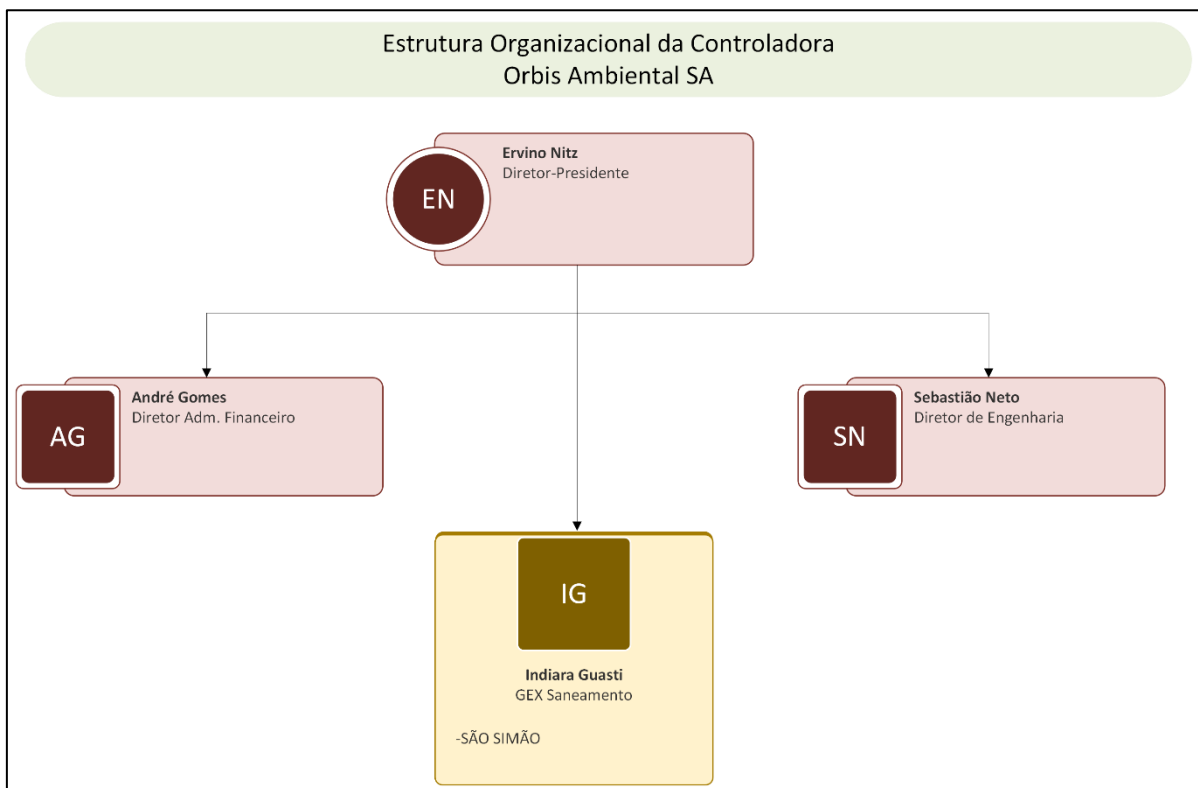 Estrutura Organizacional da Controladora
Orbis Ambiental SA
EN
Ervino Nitz
Diretor-Presidente
AG
André Gomes
Diretor Adm. Financeiro
SN
Sebastião Neto
Diretor de Engenharia
IG
Indiara Guasti
GEX Saneamento
-SÃO SIMÃO